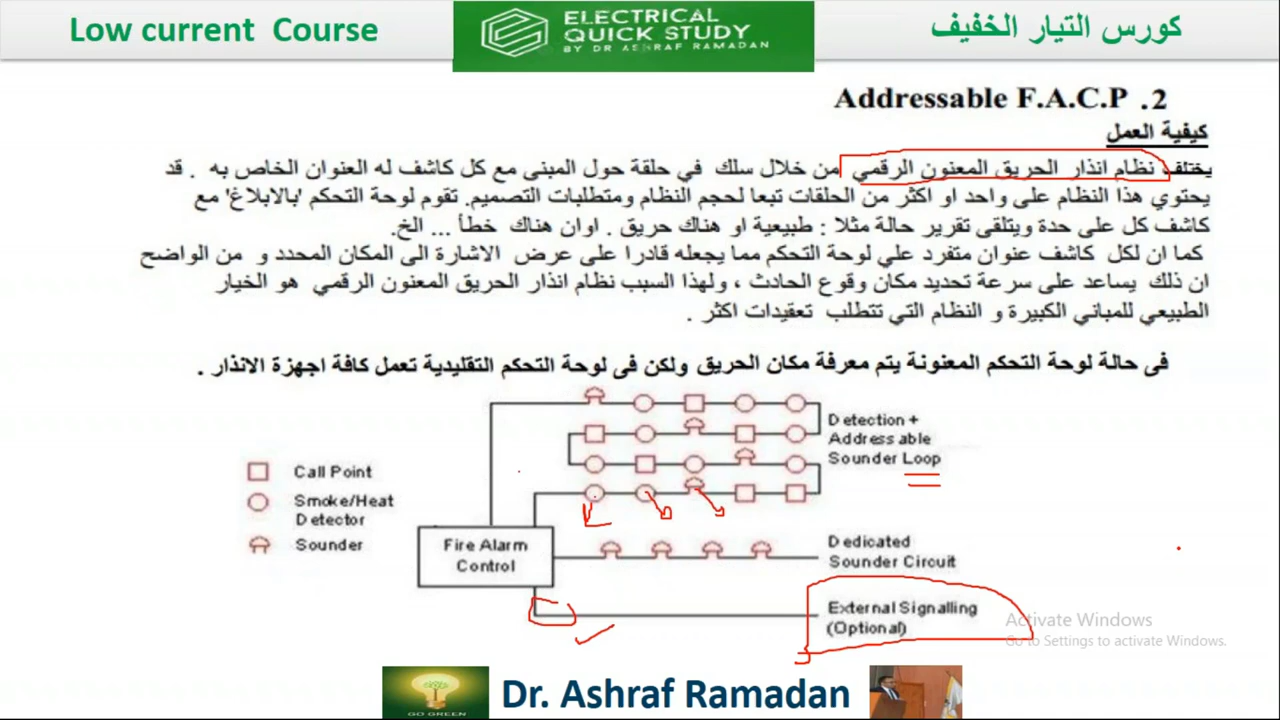 Low current Course
ELECTRICAL
QUICK STUDY
BY DR ASHRAF RAMADAN
كورس التيار الخفيف
2. Addressable F.A.C.P
كيفية العمل
يختلف نظام انذار الحريق المعنون الرقمي من خلال سلك في حلقة حول المبنى مع كل كاشف له العنوان الخاص به . قد
يحتوي هذا النظام على واحد او اكثر من الحلقات تبعا لحجم النظام ومتطلبات التصميم. تقوم لوحة التحكم 'بالابلاغ' مع
كاشف كل على حدة ويتلقى تقرير حالة مثلا : طبيعية او هناك حريق . اوان هناك خطأ ... الخ.
كما ان لكل كاشف عنوان متفرد علي لوحة التحكم مما يجعله قادرا على عرض الاشارة الى المكان المحدد و من الواضح
ان ذلك يساعد على سرعة تحديد مكان وقوع الحادث ، ولهذا السبب نظام انذار الحريق المعنون الرقمي هو الخيار
الطبيعي للمباني الكبيرة و النظام التي تتطلب تعقيدات اكثر .
فى حالة لوحة التحكم المعنونة يتم معرفة مكان الحريق ولكن فى لوحة التحكم التقليدية تعمل كافة اجهزة الانذار .
Detection +
Addressable
Sounder Loop
Call Point
Smoke/Heat
Detector
Sounder
Fire Alarm
Control
Dedicated
Sounder Circuit
External Signalling
(Optional)
Activate Windows
Go to Settings to activate Windows.
GO GREEN
Dr. Ashraf Ramadan